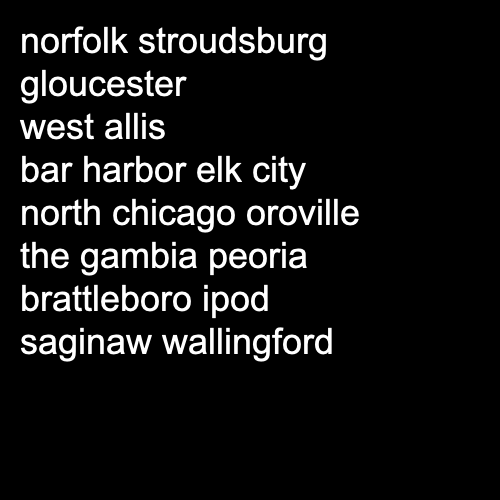 norfolk stroudsburg
gloucester
west allis
bar harbor elk city
north chicago oroville
the gambia peoria
brattleboro ipod
saginaw wallingford